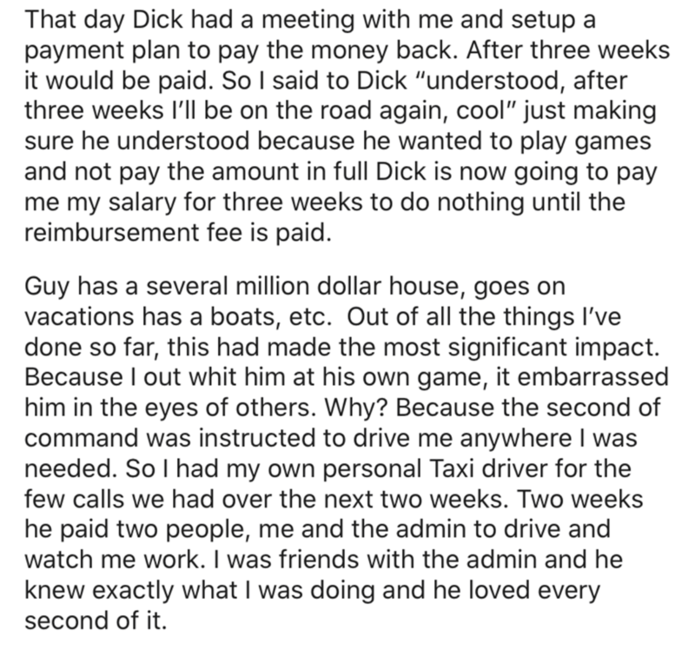 That day Dick had a meeting with me and setup a
payment plan to pay the money back. After three weeks
it would be paid. So I said to Dick “understood, after
three weeks I’ll be on the road again, cool” just making
sure he understood because he wanted to play games
and not pay the amount in full Dick is now going to pay
me my salary for three weeks to do nothing until the
reimbursement fee is paid.
Guy has a several million dollar house, goes on
vacations has a boats, etc.  Out of all the things I’ve
done so far, this had made the most significant impact.
Because I out whit him at his own game, it embarrassed
him in the eyes of others. Why? Because the second of
command was instructed to drive me anywhere I was
needed. So I had my own personal Taxi driver for the
few calls we had over the next two weeks. Two weeks
he paid two people, me and the admin to drive and
watch me work. I was friends with the admin and he
knew exactly what I was doing and he loved every
second of it.